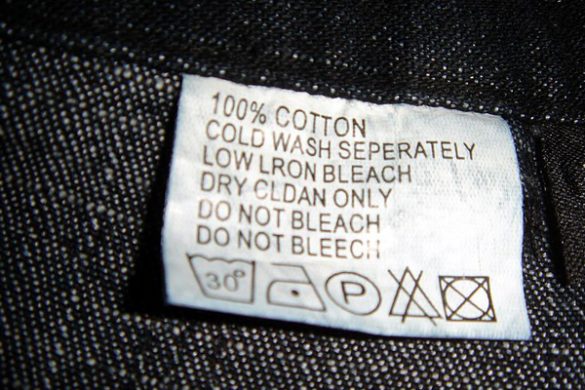 100% COTTON
COLD WASH SEPERATELY
LOW LRON BLEACH
DRY CLDAN ONLY
DO NOT BLEACH
DO NOT BLEECH
30° P